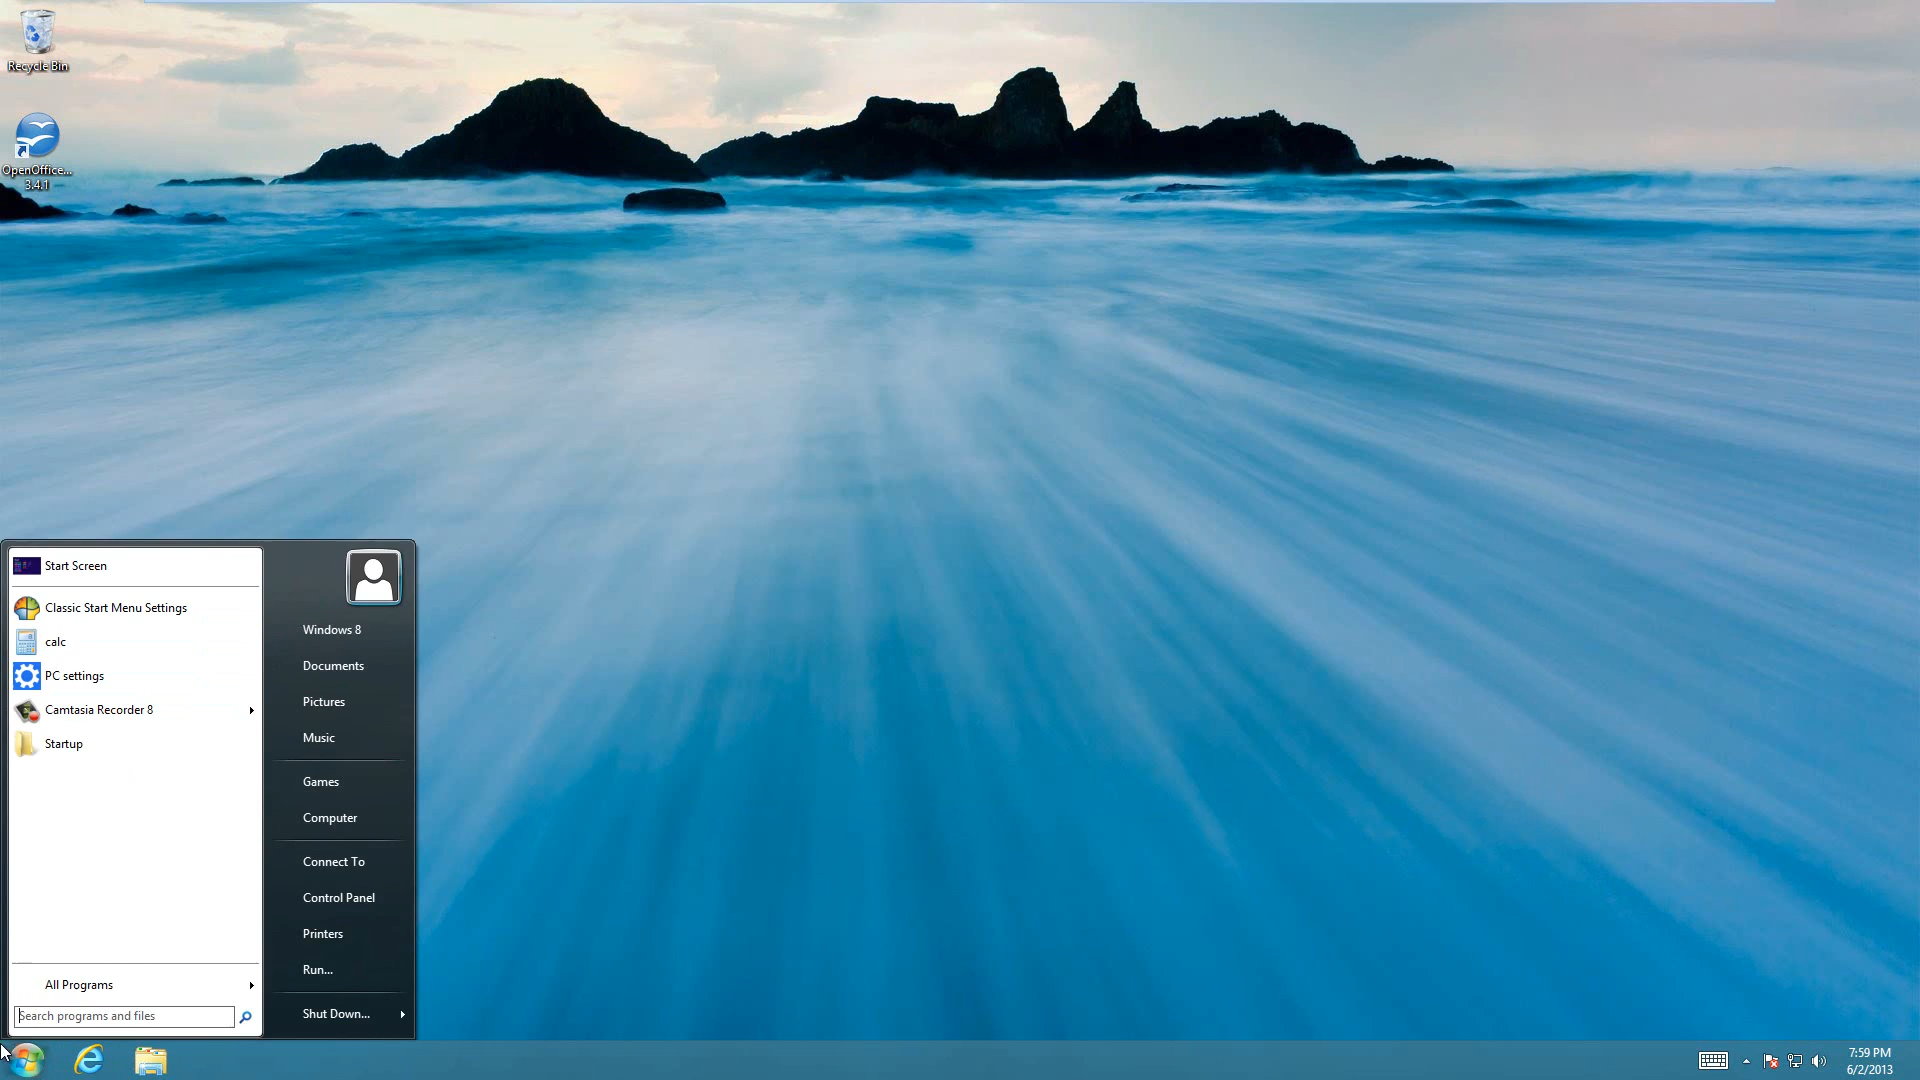 Recycle Bin
OpenOffice...
3.4.1
Start Screen
Classic Start Menu Settings
calc
PC settings
Camtasia Recorder 8
Startup
All Programs
Search programs and files
Windows 8
Documents
Pictures
Music
Games
Computer
Connect To
Control Panel
Printers
Run...
Shut Down...
7:59 PM
6/2/2013